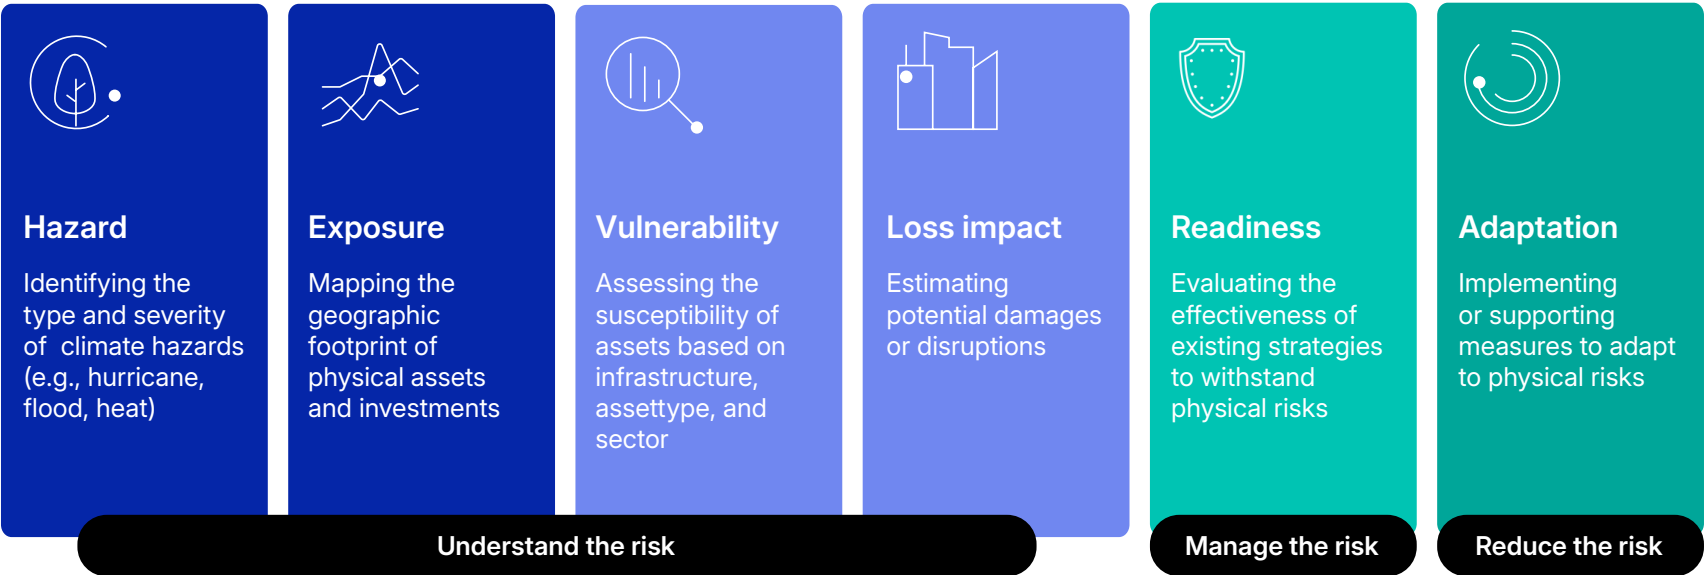 Hazard
Identifying the
type and severity
of  climate hazards
(e.g., hurricane,
flood, heat)
Exposure
Mapping the
geographic
footprint of
physical assets
and investments
Vulnerability
Assessing the
susceptibility of
assets based on
infrastructure,
assettype, and
sector
Loss impact
Estimating
potential damages
or disruptions
Readiness
Evaluating the
effectiveness of
existing strategies
to withstand
physical risks
Adaptation
Implementing
or supporting
measures to adapt
to physical risks
Understand the risk
Manage the risk
Reduce the risk